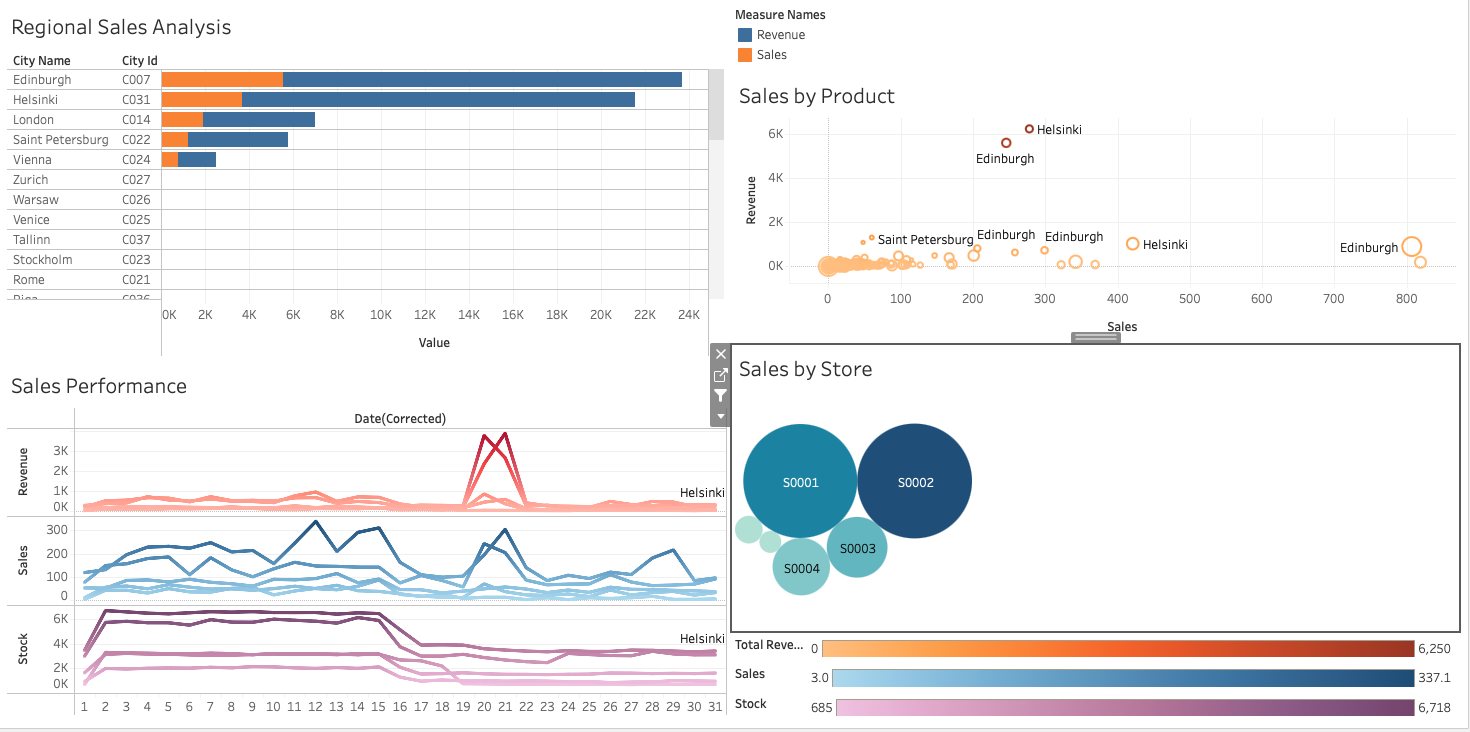 Regional Sales Analysis
City Name City Id
Edinburgh C007
Helsinki C031
London C014
Saint Petersburg C022
Vienna C024
Zurich C027
Warsaw C026
Venice C025
Tallinn C037
Stockholm C023
Rome C021
Riga C036
0K 2K 4K 6K 8K 10K 12K 14K 16K 18K 20K 22K 24K
Value
Measure Names
Revenue
Sales
Sales by Product
Revenue
6K
4K
2K
0K
Helsinki
Edinburgh
Saint Petersburg
Edinburgh
Edinburgh
Helsinki
Edinburgh
0 100 200 300 400 500 600 700 800
Sales
Sales Performance
Date(Corrected)
Revenue
3K
2K
1K
0K
Helsinki
Sales
300
200
100
0
Stock
6K
4K
2K
0K
Helsinki
1 2 3 4 5 6 7 8 9 10 11 12 13 14 15 16 17 18 19 20 21 22 23 24 25 26 27 28 29 30 31
Sales by Store
S0001
S0002
S0003
S0004
Total Reve... 0 6,250
Sales 3.0 337.1
Stock 685 6,718